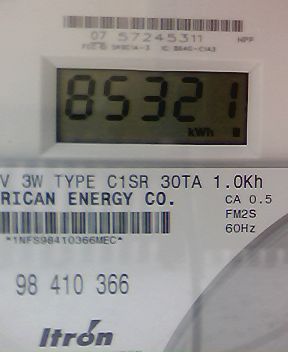 07 57245311
85321
kWh
V 3W TYPE C1SR 30TA 1.0Kh
RICAN ENERGY CO.
CA 0.5
FM2S
60Hz
*1NFS98410366MEC*
98 410 366
Itrón